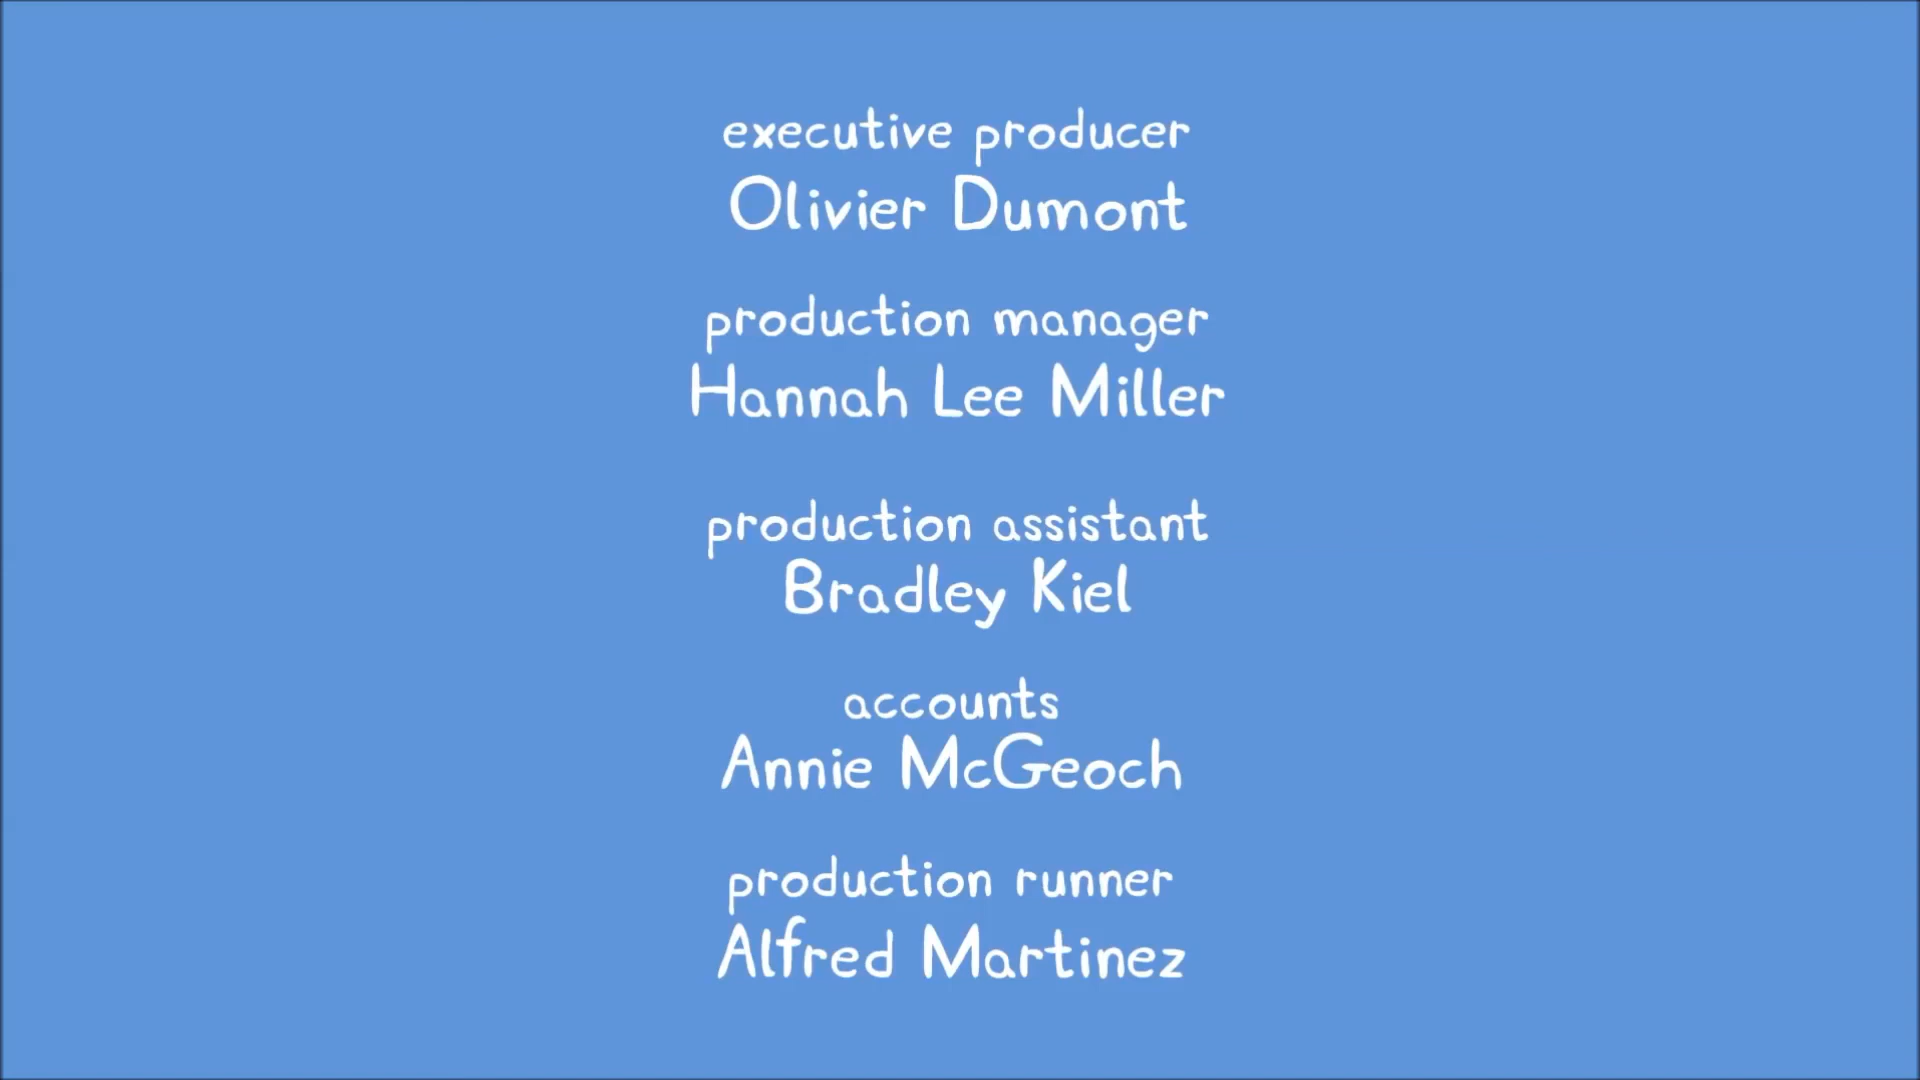 executive producer
Olivier Dumont
production manager
Hannah Lee Miller
production assistant
Bradley Kiel
accounts
Annie McGeoch
production runner
Alfred Martinez